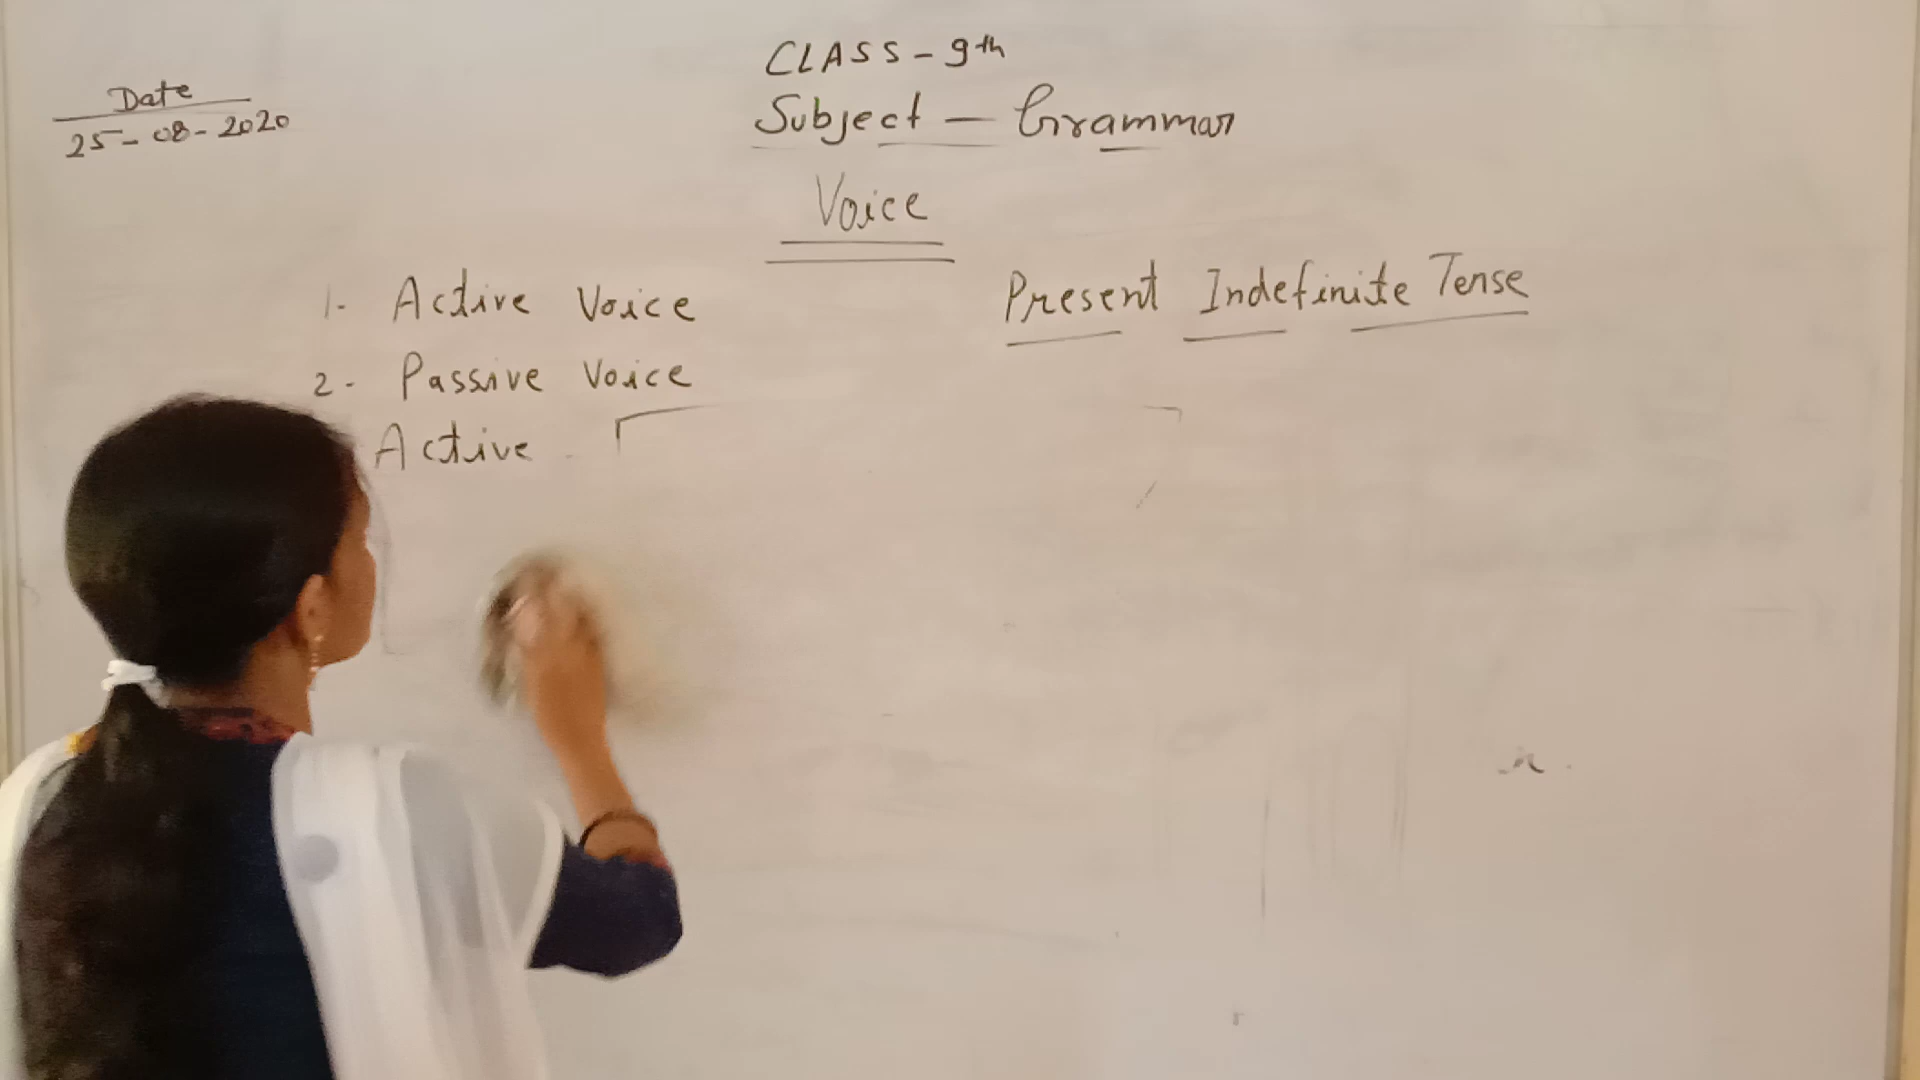 CLASS - 9th
Date
25-08-2020
Subject — Grammar
Voice
1- Active Voice
Present Indefinite Tense
2- Passive Voice
Active